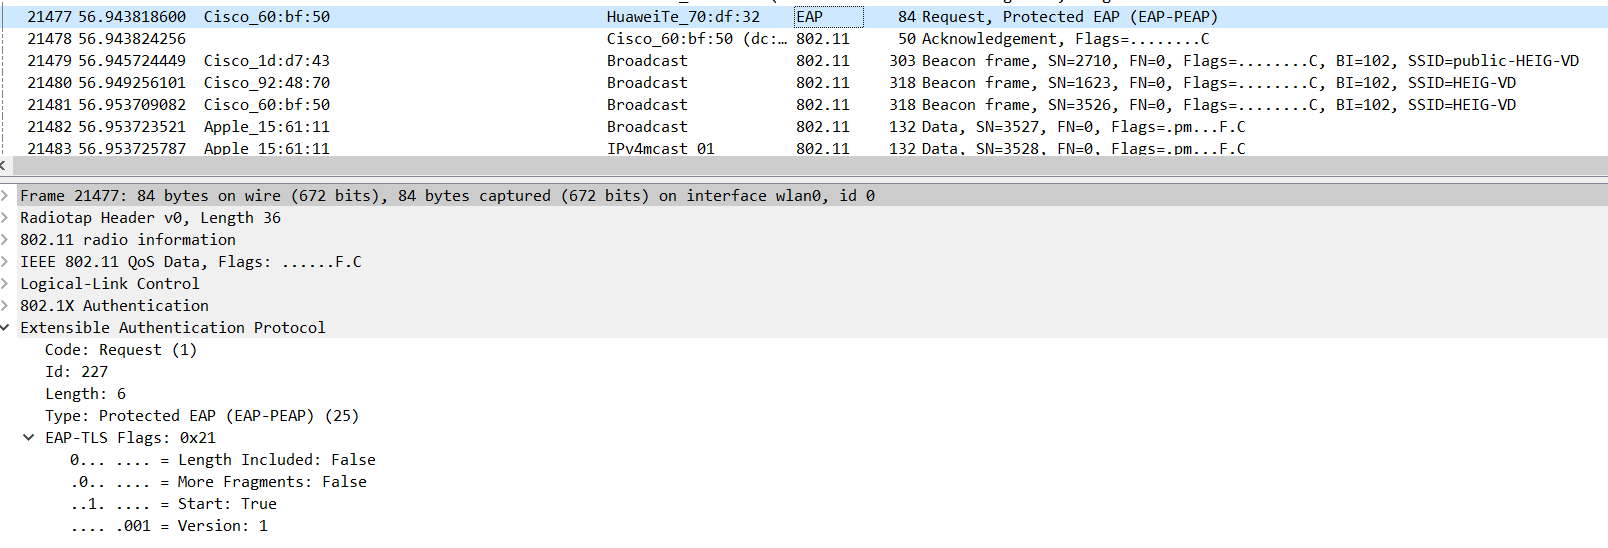 21477 56.943818600 Cisco_60:bf:50 HuaweiTe_70:df:32 EAP 84 Request, Protected EAP (EAP-PEAP)
21478 56.943824256 Cisco_60:bf:50 (dc:… 802.11 50 Acknowledgement, Flags=........C
21479 56.945724449 Cisco_1d:d7:43 Broadcast 802.11 303 Beacon frame, SN=2710, FN=0, Flags=........C, BI=102, SSID=public-HEIG-VD
21480 56.949256101 Cisco_92:48:70 Broadcast 802.11 318 Beacon frame, SN=1623, FN=0, Flags=........C, BI=102, SSID=HEIG-VD
21481 56.953709082 Cisco_60:bf:50 Broadcast 802.11 318 Beacon frame, SN=3526, FN=0, Flags=........C, BI=102, SSID=HEIG-VD
21482 56.953723521 Apple_15:61:11 Broadcast 802.11 132 Data, SN=3527, FN=0, Flags=.pm...F.C
21483 56.953725787 Apple_15:61:11 IPv4mcast_01 802.11 132 Data, SN=3528, FN=0, Flags=.pm...F.C
Frame 21477: 84 bytes on wire (672 bits), 84 bytes captured (672 bits) on interface wlan0, id 0
Radiotap Header v0, Length 36
802.11 radio information
IEEE 802.11 QoS Data, Flags: ......F.C
Logical-Link Control
802.1X Authentication
Extensible Authentication Protocol
Code: Request (1)
Id: 227
Length: 6
Type: Protected EAP (EAP-PEAP) (25)
EAP-TLS Flags: 0x21
0... .... = Length Included: False
.0.. .... = More Fragments: False
..1. .... = Start: True
.... .001 = Version: 1